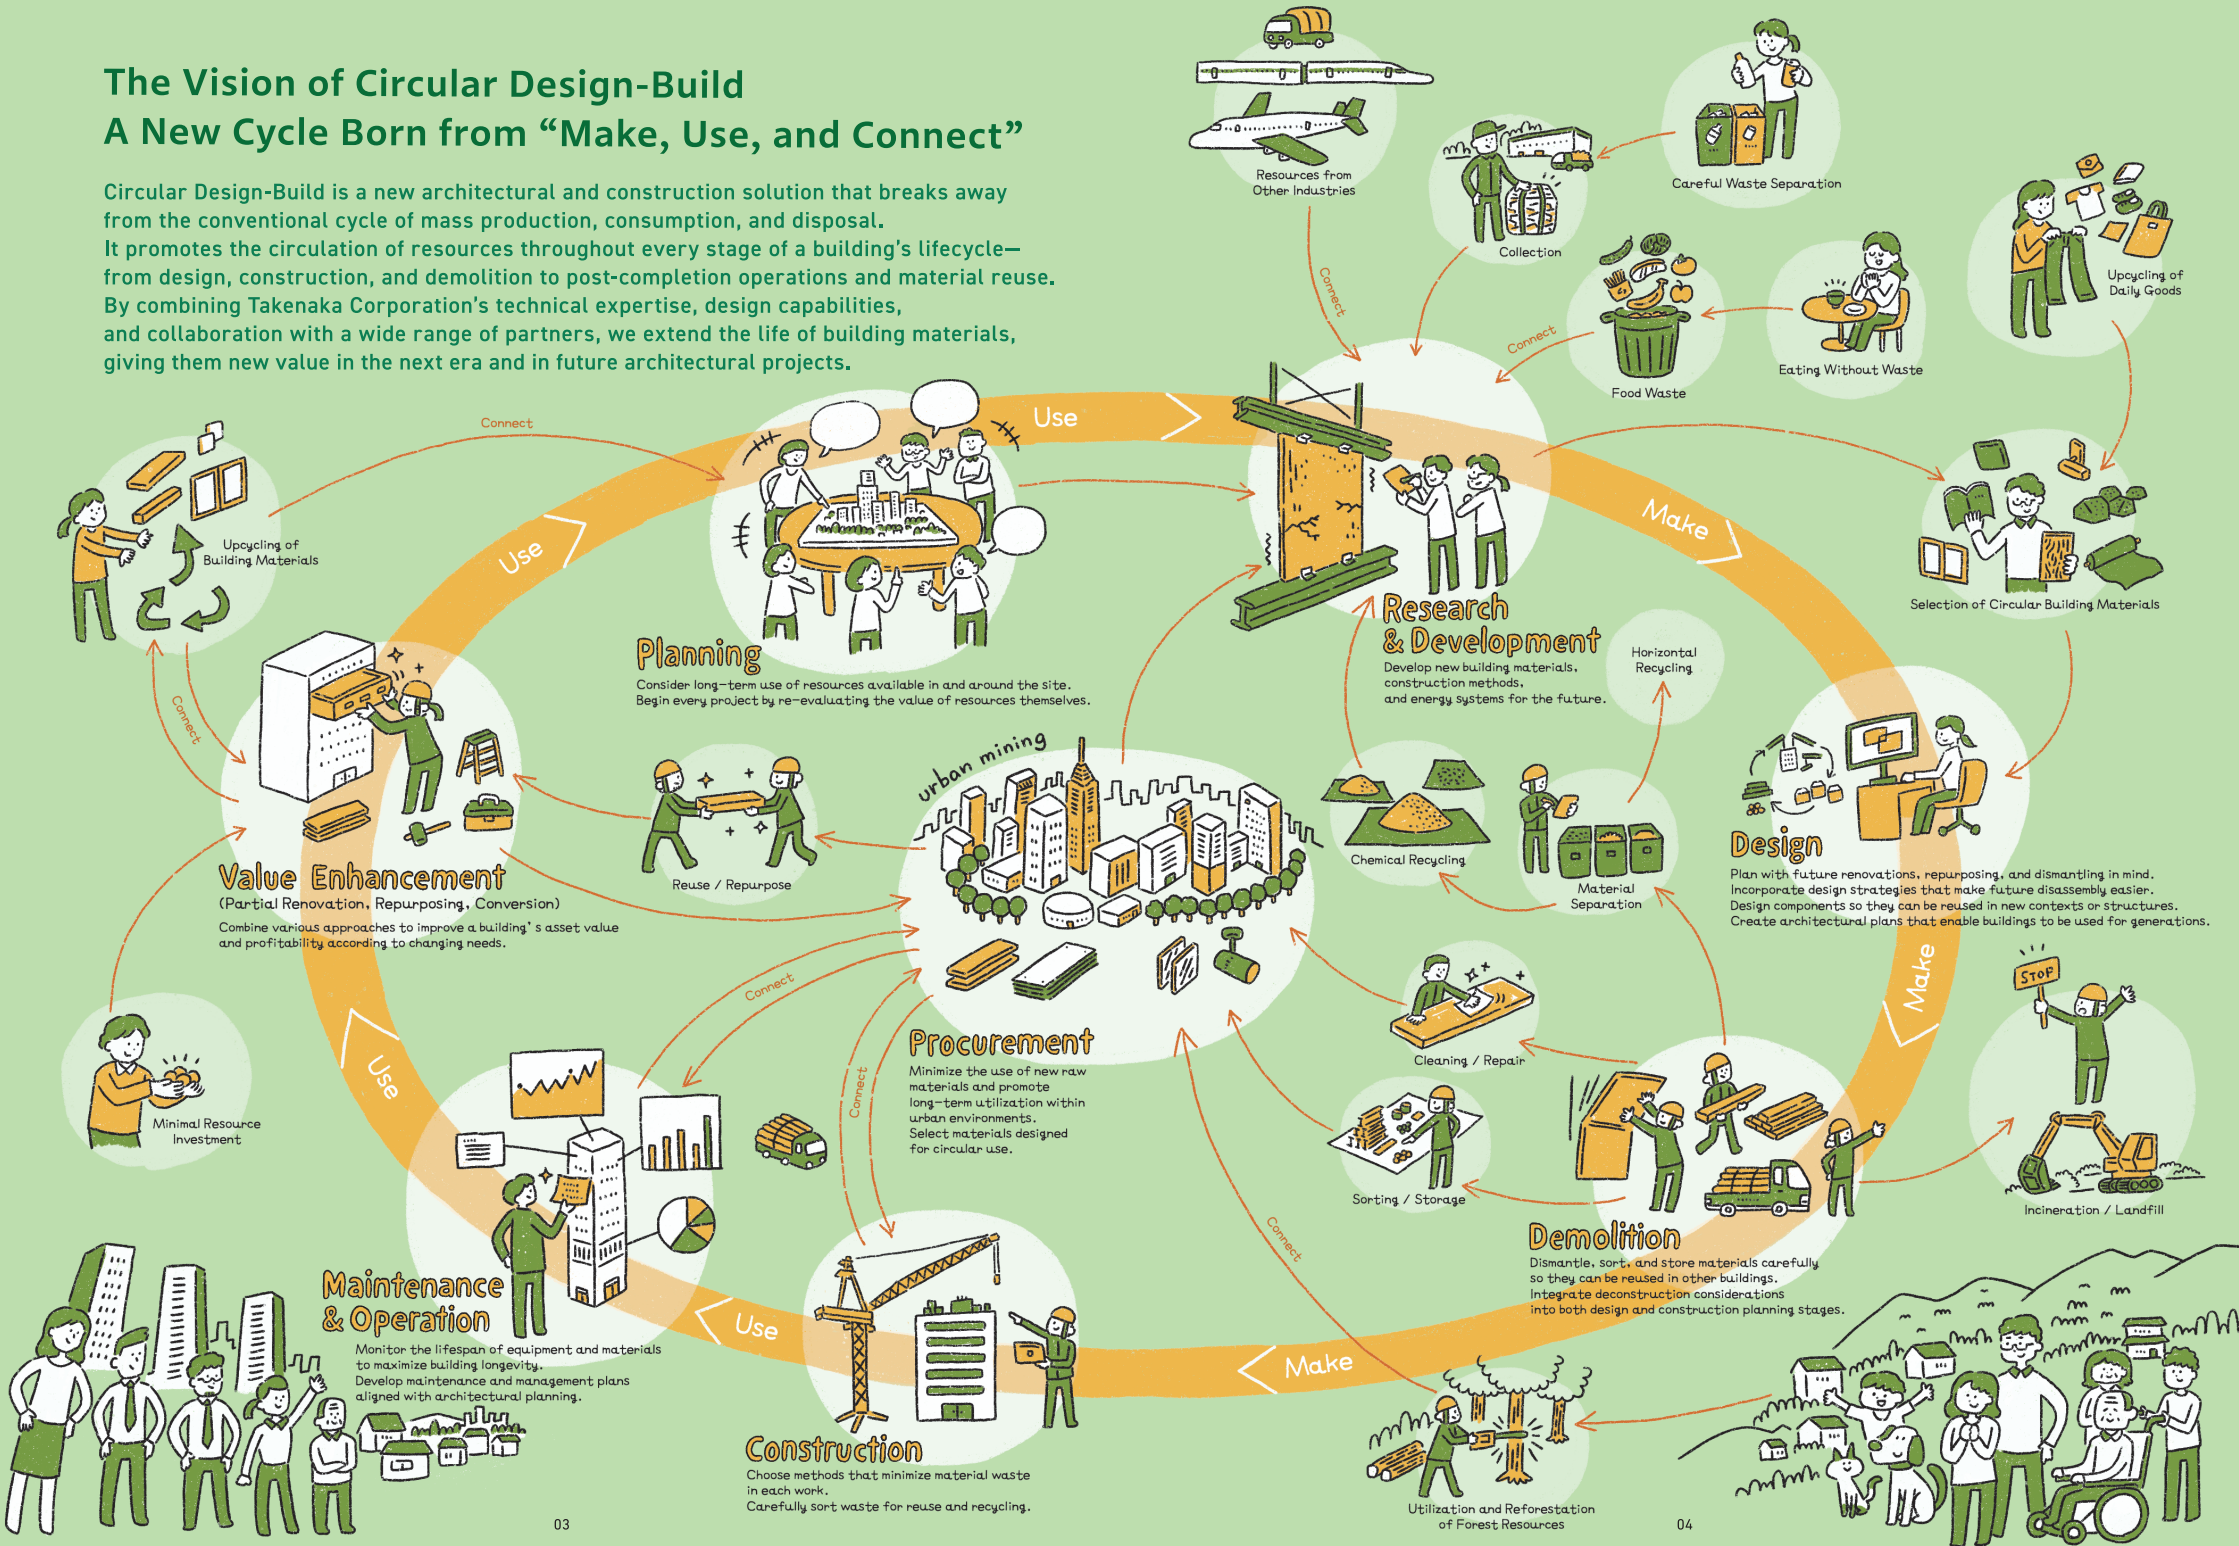 The Vision of Circular Design-Build
A New Cycle Born from “Make, Use, and Connect”
Circular Design-Build is a new architectural and construction solution that breaks away
from the conventional cycle of mass production, consumption, and disposal.
It promotes the circulation of resources throughout every stage of a building’s lifecycle—
from design, construction, and demolition to post-completion operations and material reuse.
By combining Takenaka Corporation’s technical expertise, design capabilities,
and collaboration with a wide range of partners, we extend the life of building materials,
giving them new value in the next era and in future architectural projects.
Resources from
Other Industries
Connect
Collection
Careful Waste Separation
Food Waste
Connect
Eating Without Waste
Upcycling of
Daily Goods
Connect
Upcycling of
Building Materials
Connect
Use
Use
Make
Selection of Circular Building Materials
Planning
Consider long-term use of resources available in and around the site.
Begin every project by re-evaluating the value of resources themselves.
Research
& Development
Develop new building materials,
construction methods,
and energy systems for the future.
Horizontal
Recycling
urban mining
Reuse / Repurpose
Chemical Recycling
Material
Separation
Design
Plan with future renovations, repurposing, and dismantling in mind.
Incorporate design strategies that make future disassembly easier.
Design components so they can be reused in new contexts or structures.
Create architectural plans that enable buildings to be used for generations.
Value Enhancement
(Partial Renovation, Repurposing, Conversion)
Combine various approaches to improve a building’s asset value
and profitability according to changing needs.
Connect
Make
STOP
Minimal Resource
Investment
Use
Connect
Procurement
Minimize the use of new raw
materials and promote
long-term utilization within
urban environments.
Select materials designed
for circular use.
Cleaning / Repair
Sorting / Storage
Incineration / Landfill
Connect
Demolition
Dismantle, sort, and store materials carefully
so they can be reused in other buildings.
Integrate deconstruction considerations
into both design and construction planning stages.
Maintenance
& Operation
Monitor the lifespan of equipment and materials
to maximize building longevity.
Develop maintenance and management plans
aligned with architectural planning.
Use
Make
Construction
Choose methods that minimize material waste
in each work.
Carefully sort waste for reuse and recycling.
Utilization and Reforestation
of Forest Resources
03
04